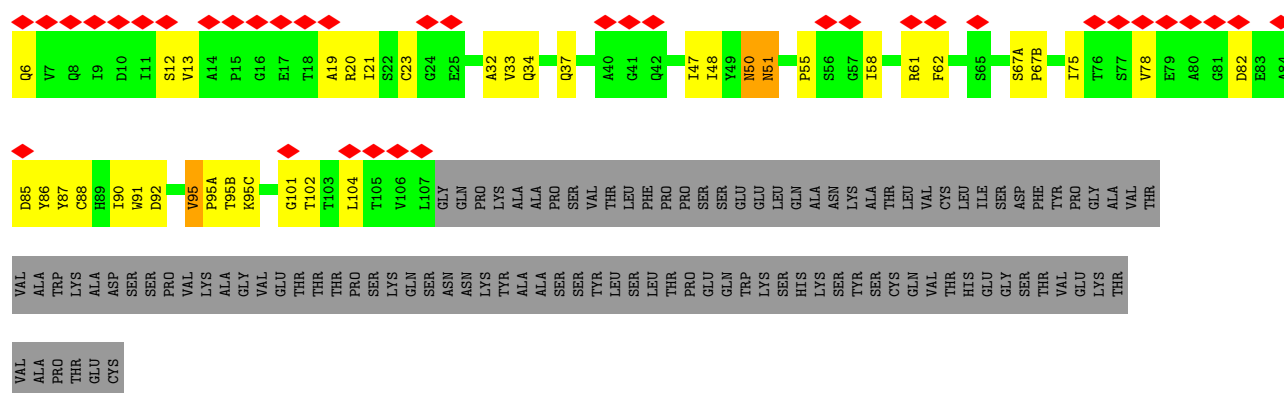 Q6 V7 Q8 I9 D10 I11 S12 V13 A14 P15 G16 E17 T18 A19 R20 I21 S22 C23 G24 E25 A32 V33 Q34 Q37 A40 G41 Q42 I47 I48 Y49 N50 N51 P55 S56 G57 I58 R61 F62 S65 S67A P67B I75 T76 S77 V78 E79 A80 G81 D82 E83 A84
D85 Y86 Y87 C88 H89 I90 W91 D92 V95 P95A T95B K95C G101 T102 T103 L104 T105 V106 L107 GLY GLN PRO LYS ALA ALA PRO SER VAL THR LEU PHE PRO PRO SER SER GLU GLU LEU GLN ALA ASN LYS ALA THR LEU VAL CYS LEU ILE SER ASP PHE TYR PRO GLY ALA VAL THR
VAL ALA TRP LYS ALA ASP SER SER PRO VAL LYS ALA GLY VAL GLU THR THR THR PRO SER LYS GLN SER ASN ASN LYS TYR ALA ALA SER SER TYR LEU SER LEU THR PRO GLU GLN TRP LYS SER HIS LYS SER TYR SER CYS GLN VAL THR HIS GLU GLY SER THR VAL GLU LYS THR
VAL ALA PRO THR GLU CYS